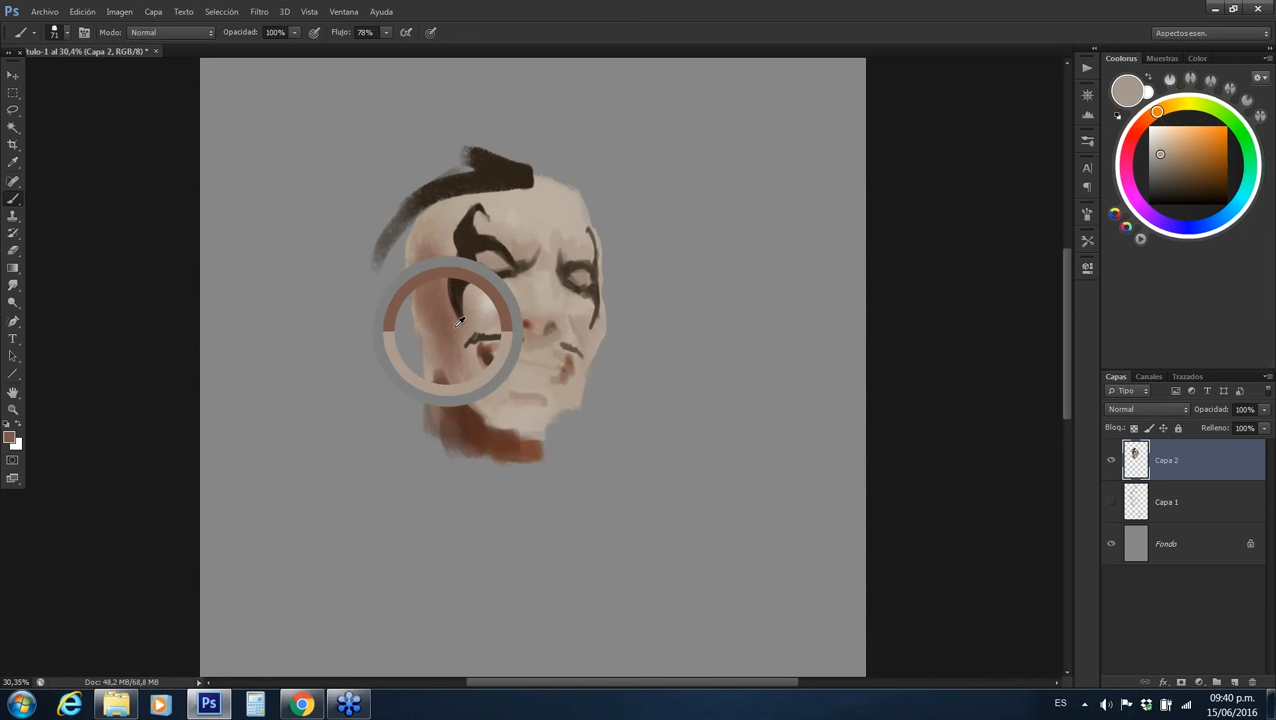 Ps Archivo Edición Imagen Capa Texto Selección Filtro 3D Vista Ventana Ayuda
71 Modo: Normal Opacidad: 100% Flujo: 78% Aspectos esen.
tulo-1 al 30,4% (Capa 2, RGB/8) * ×
Coolorus Muestras Color
Capas Canales Trazados
Tipo
Normal Opacidad: 100%
Bloq.: Relleno: 100%
Capa 2
Capa 1
Fondo
30,35% Doc: 48,2 MB/68,8 MB
Ps ES 09:40 p.m.
15/06/2016